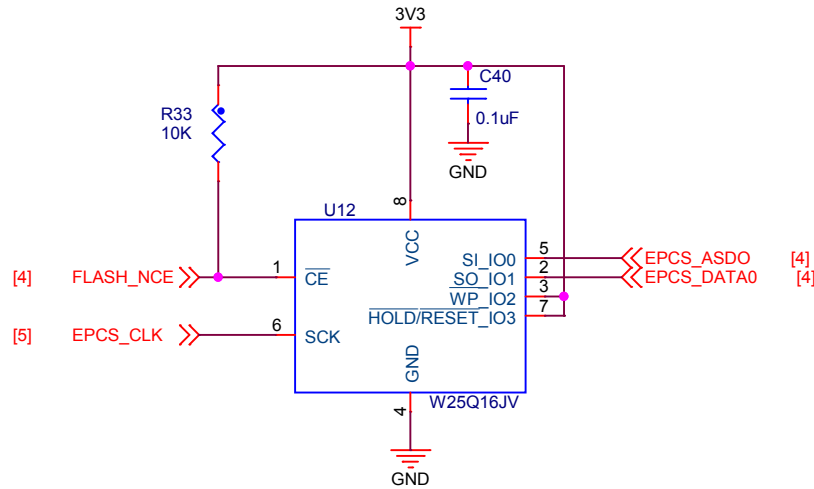 3V3
C40
R33
10K
0.1uF
GND
U12
8
VCC
5
SI_IO0
EPCS_ASDO
[4]
[4]
FLASH_NCE
1
CE
2
SO_IO1
EPCS_DATA0
[4]
3
WP_IO2
7
HOLD/RESET_IO3
[5]
EPCS_CLK
6
SCK
GND
4
W25Q16JV
GND